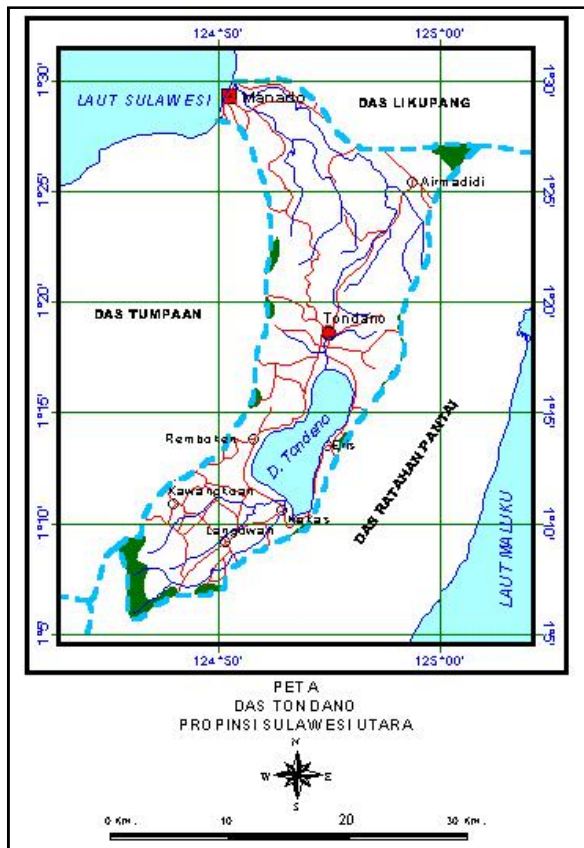 124°50' 125°00'
1°30' 1°30'
LAUT SULAWESI
Manado
DAS LIKUPANG
1°25' 1°25'
Airmadidi
1°20' 1°20'
DAS TUMPAAN
Tondano
1°15' 1°15'
Remboken
D. Tondano
Eris
DAS RATAHAN PANTAI
Kawangkoan
1°10' 1°10'
Kakas
Langowan
LAUT MALUKU
1°5' 1°5'
124°50' 125°00'
PETA
DAS TONDANO
PROPINSI SULAWESI UTARA
N
W E
S
0 Km. 10 20 30 Km.